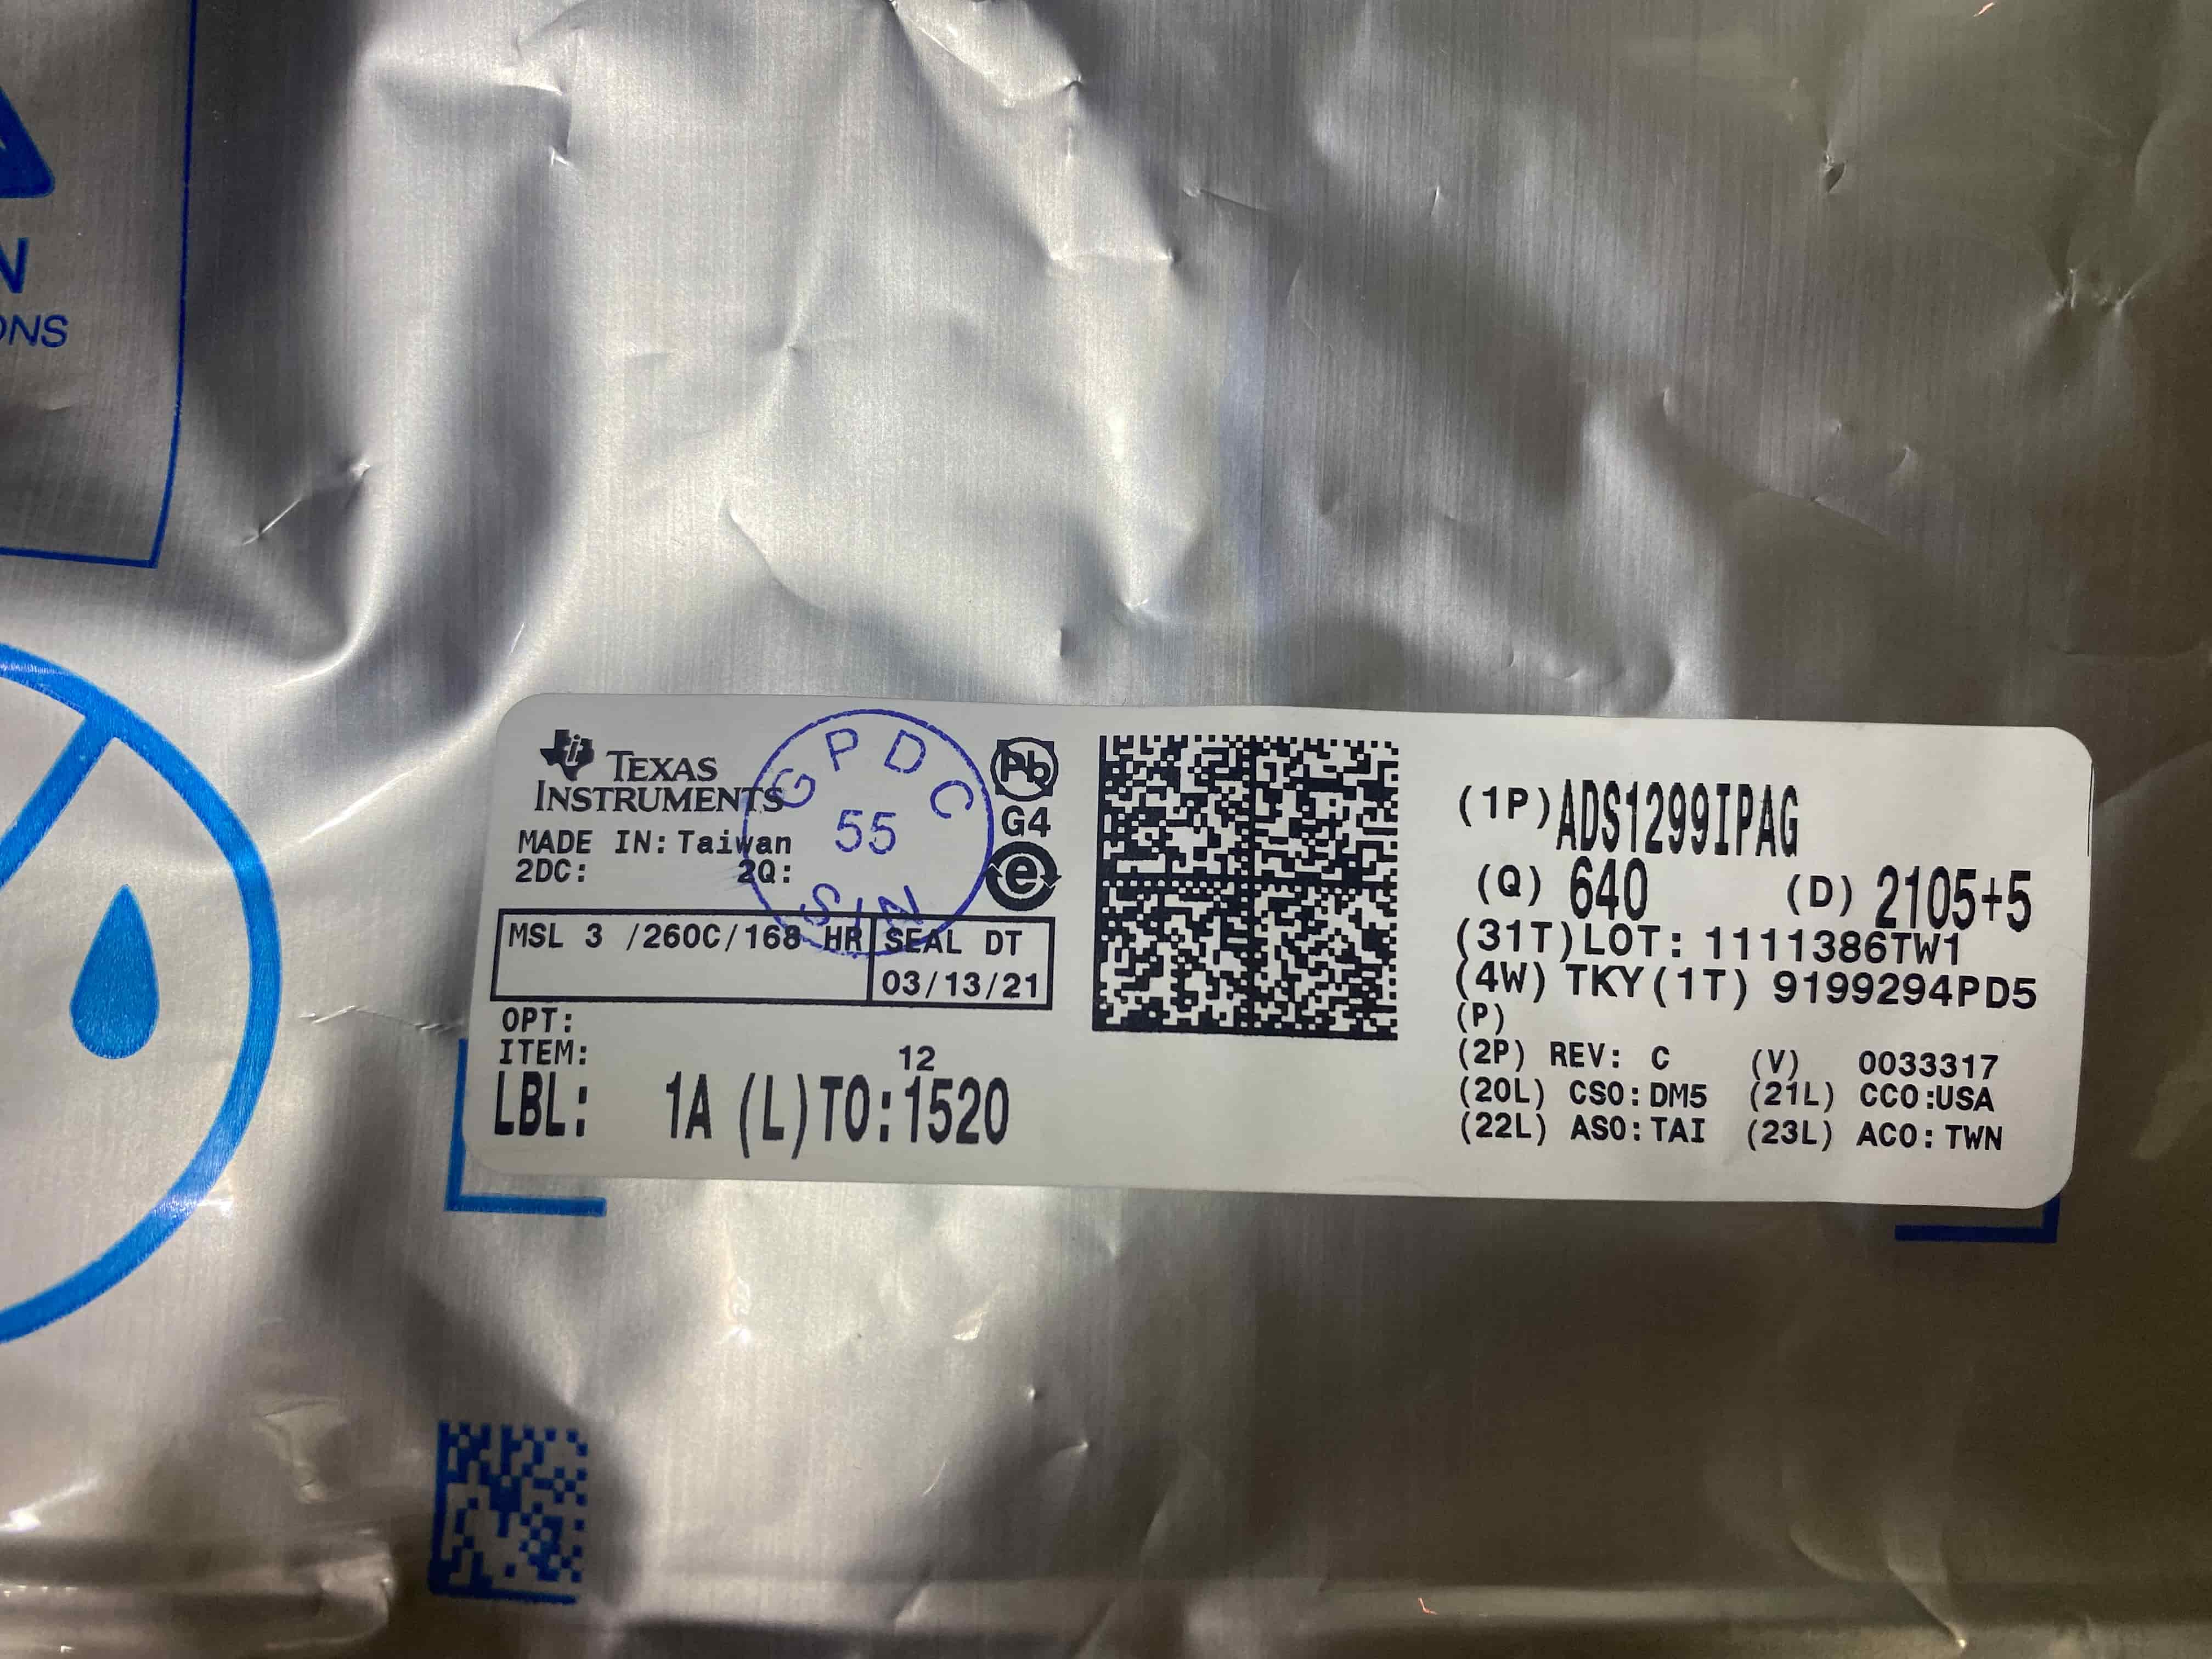 N
ONS
TEXAS
INSTRUMENTS
MADE IN: Taiwan
2DC: 2Q:
GPDC
55
SIN
Pb
G4
e
MSL 3 /260C/168 HR
SEAL DT
03/13/21
OPT:
ITEM: 12
LBL: 1A (L)TO:1520
(1P)ADS1299IPAG
(Q) 640 (D) 2105+5
(31T)LOT: 1111386TW1
(4W) TKY(1T) 9199294PD5
(P)
(2P) REV: C (V) 0033317
(20L) CSO:DM5 (21L) CCO:USA
(22L) ASO:TAI (23L) ACO:TWN